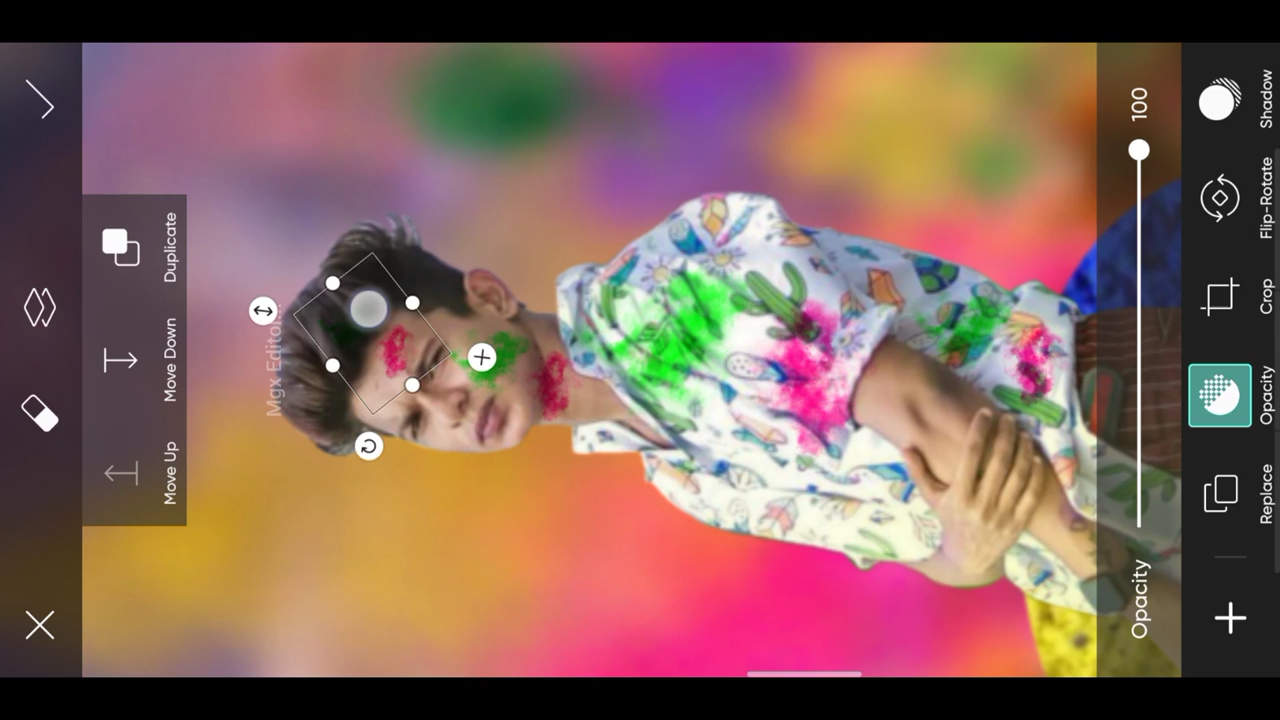 Duplicate
Move Down
Move Up
Mgx Editor...
100
Opacity
Shadow
Flip-Rotate
Crop
Opacity
Replace